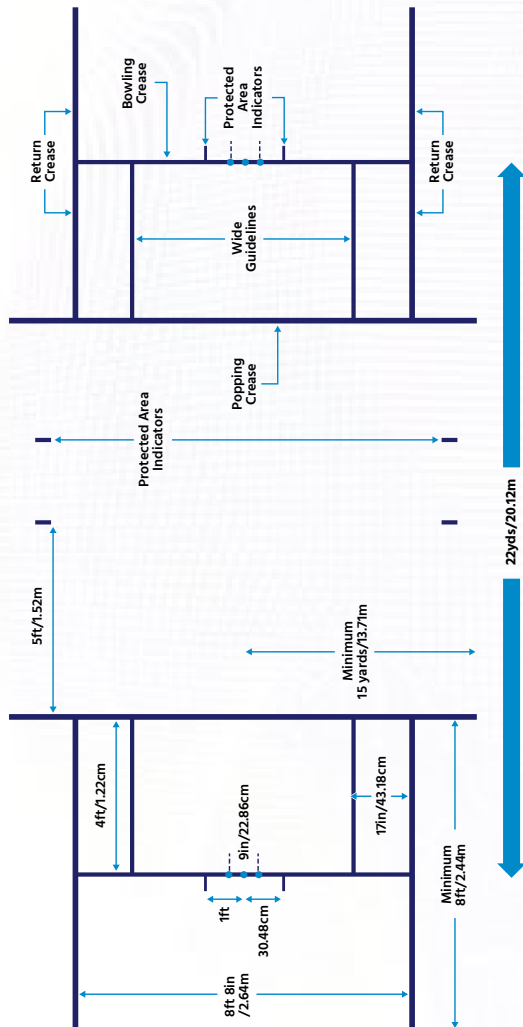 Return
Crease
Bowling
Crease
Protected
Area
Indicators
Return
Crease
Wide
Guidelines
Popping
Crease
Protected Area
Indicators
22yds/20.12m
5ft/1.52m
Minimum
15 yards/13.71m
4ft/1.22cm
9in/22.86cm
17in/43.18cm
1ft
30.48cm
Minimum
8ft/2.44m
8ft 8in
/2.64m